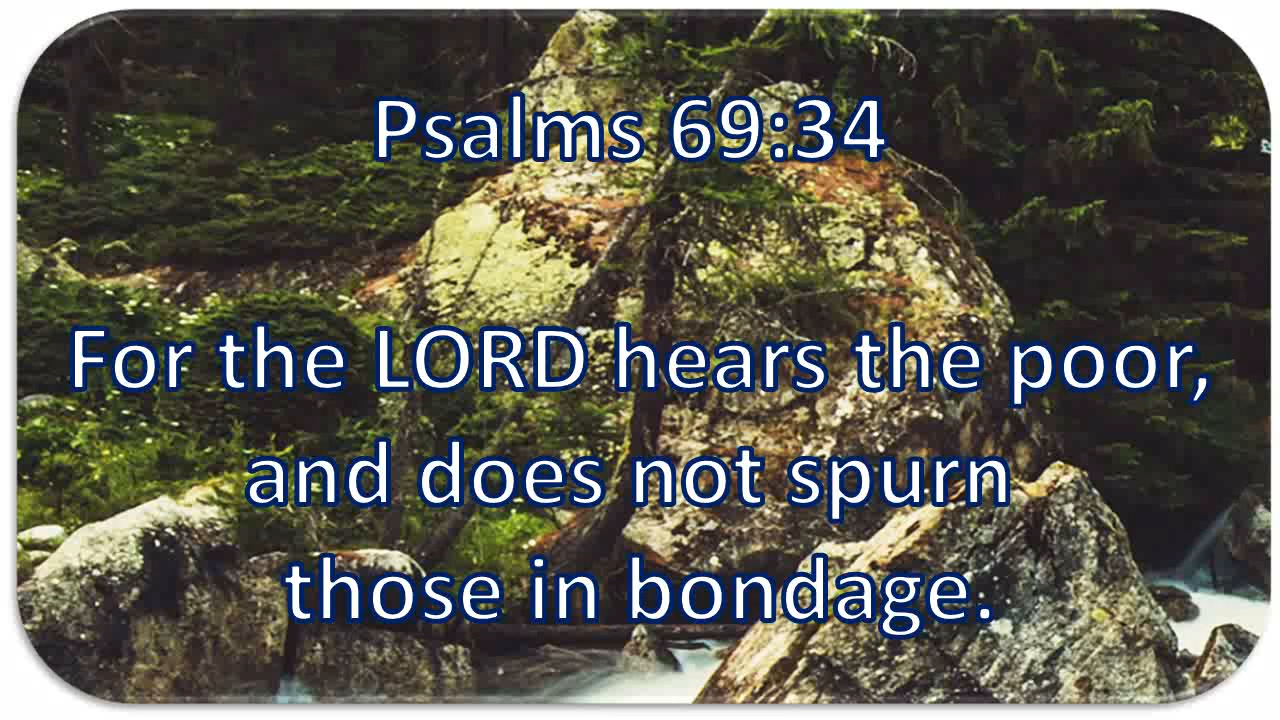 Psalms 69:34
For the LORD hears the poor,
and does not spurn
those in bondage.